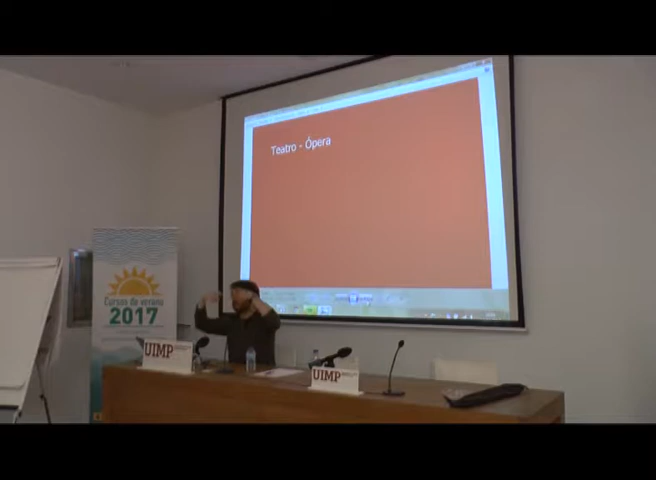 Teatro - Ópera
Cursos de verano
2017
UIMP
UIMP